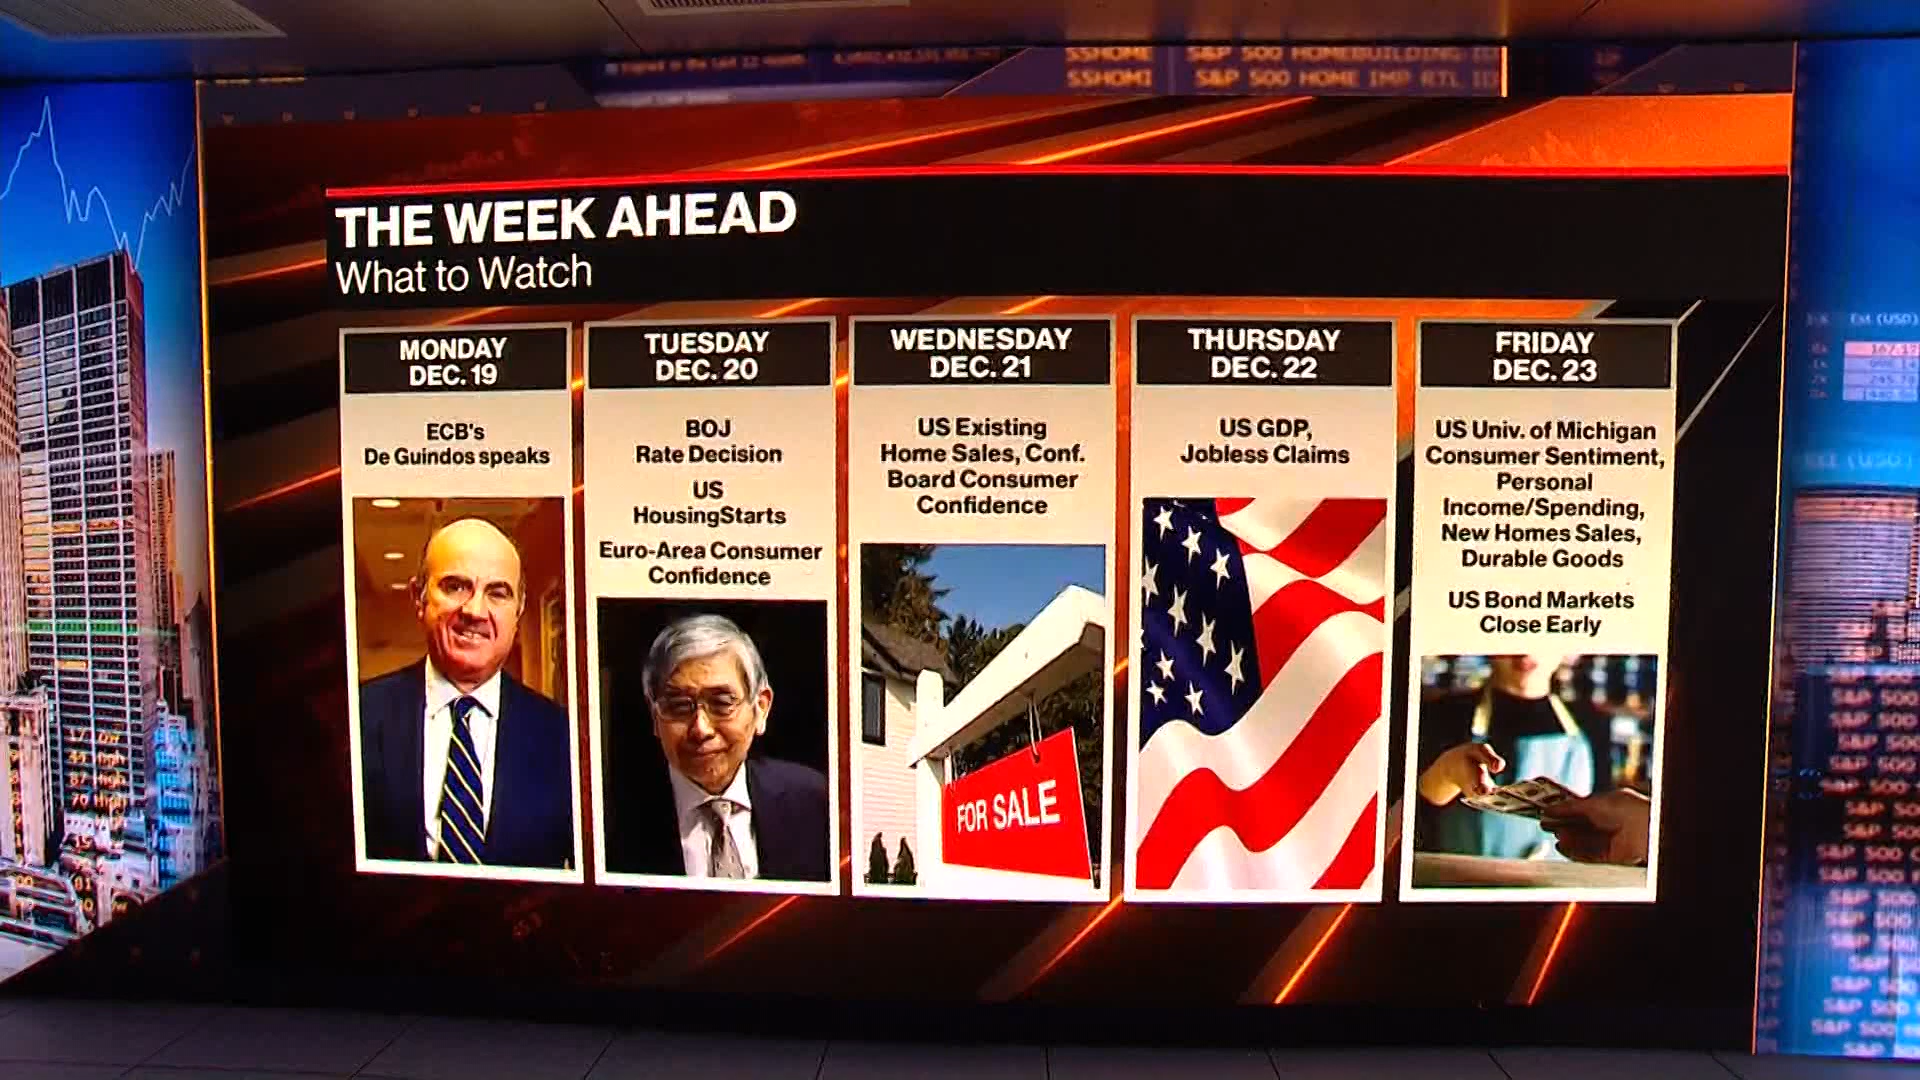 SSHOME S&P 500 HOMEBUILDING
SSHOMI S&P 500 HOME IMP RTL
THE WEEK AHEAD
What to Watch
MONDAY
DEC. 19
ECB's
De Guindos speaks
TUESDAY
DEC. 20
BOJ
Rate Decision
US
HousingStarts
Euro-Area Consumer
Confidence
WEDNESDAY
DEC. 21
US Existing
Home Sales, Conf.
Board Consumer
Confidence
FOR SALE
THURSDAY
DEC. 22
US GDP,
Jobless Claims
FRIDAY
DEC. 23
US Univ. of Michigan
Consumer Sentiment,
Personal
Income/Spending,
New Homes Sales,
Durable Goods
US Bond Markets
Close Early